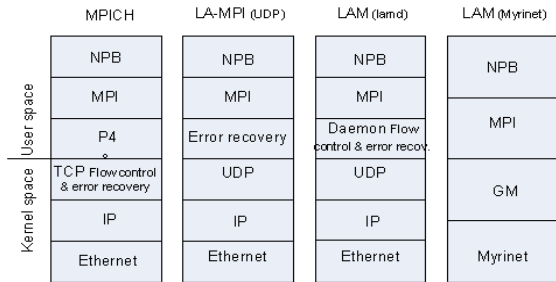 MPICH
LA-MPI (UDP)
LAM (lamd)
LAM (Myrinet)
User space
Kernel space
NPB
MPI
P4
TCP Flow control
& error recovery
IP
Ethernet
NPB
MPI
Error recovery
UDP
IP
Ethernet
NPB
MPI
Daemon Flow
control & error recov.
UDP
IP
Ethernet
NPB
MPI
GM
Myrinet